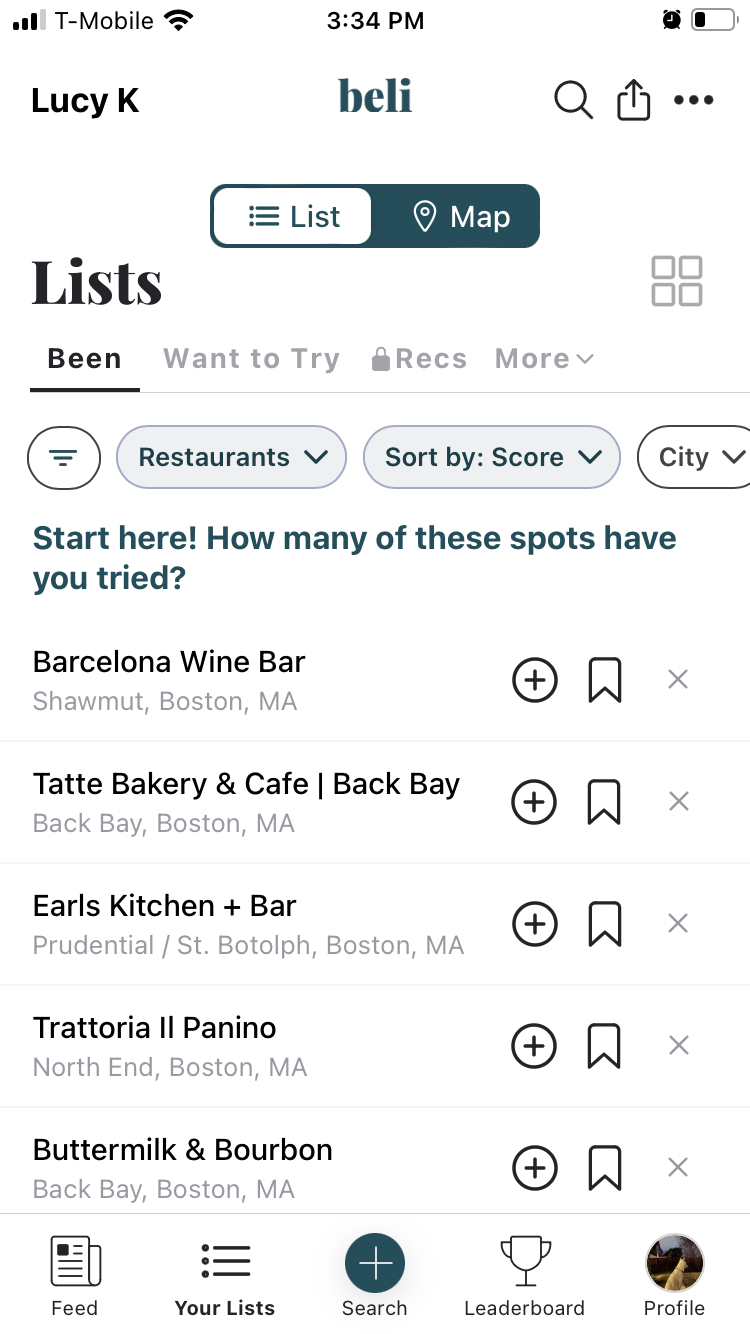 T-Mobile 3:34 PM
Lucy K beli
List Map
Lists
Been Want to Try Recs More
Restaurants Sort by: Score City
Start here! How many of these spots have
you tried?
Barcelona Wine Bar
Shawmut, Boston, MA
Tatte Bakery & Cafe | Back Bay
Back Bay, Boston, MA
Earls Kitchen + Bar
Prudential / St. Botolph, Boston, MA
Trattoria Il Panino
North End, Boston, MA
Buttermilk & Bourbon
Back Bay, Boston, MA
Feed Your Lists Search Leaderboard Profile